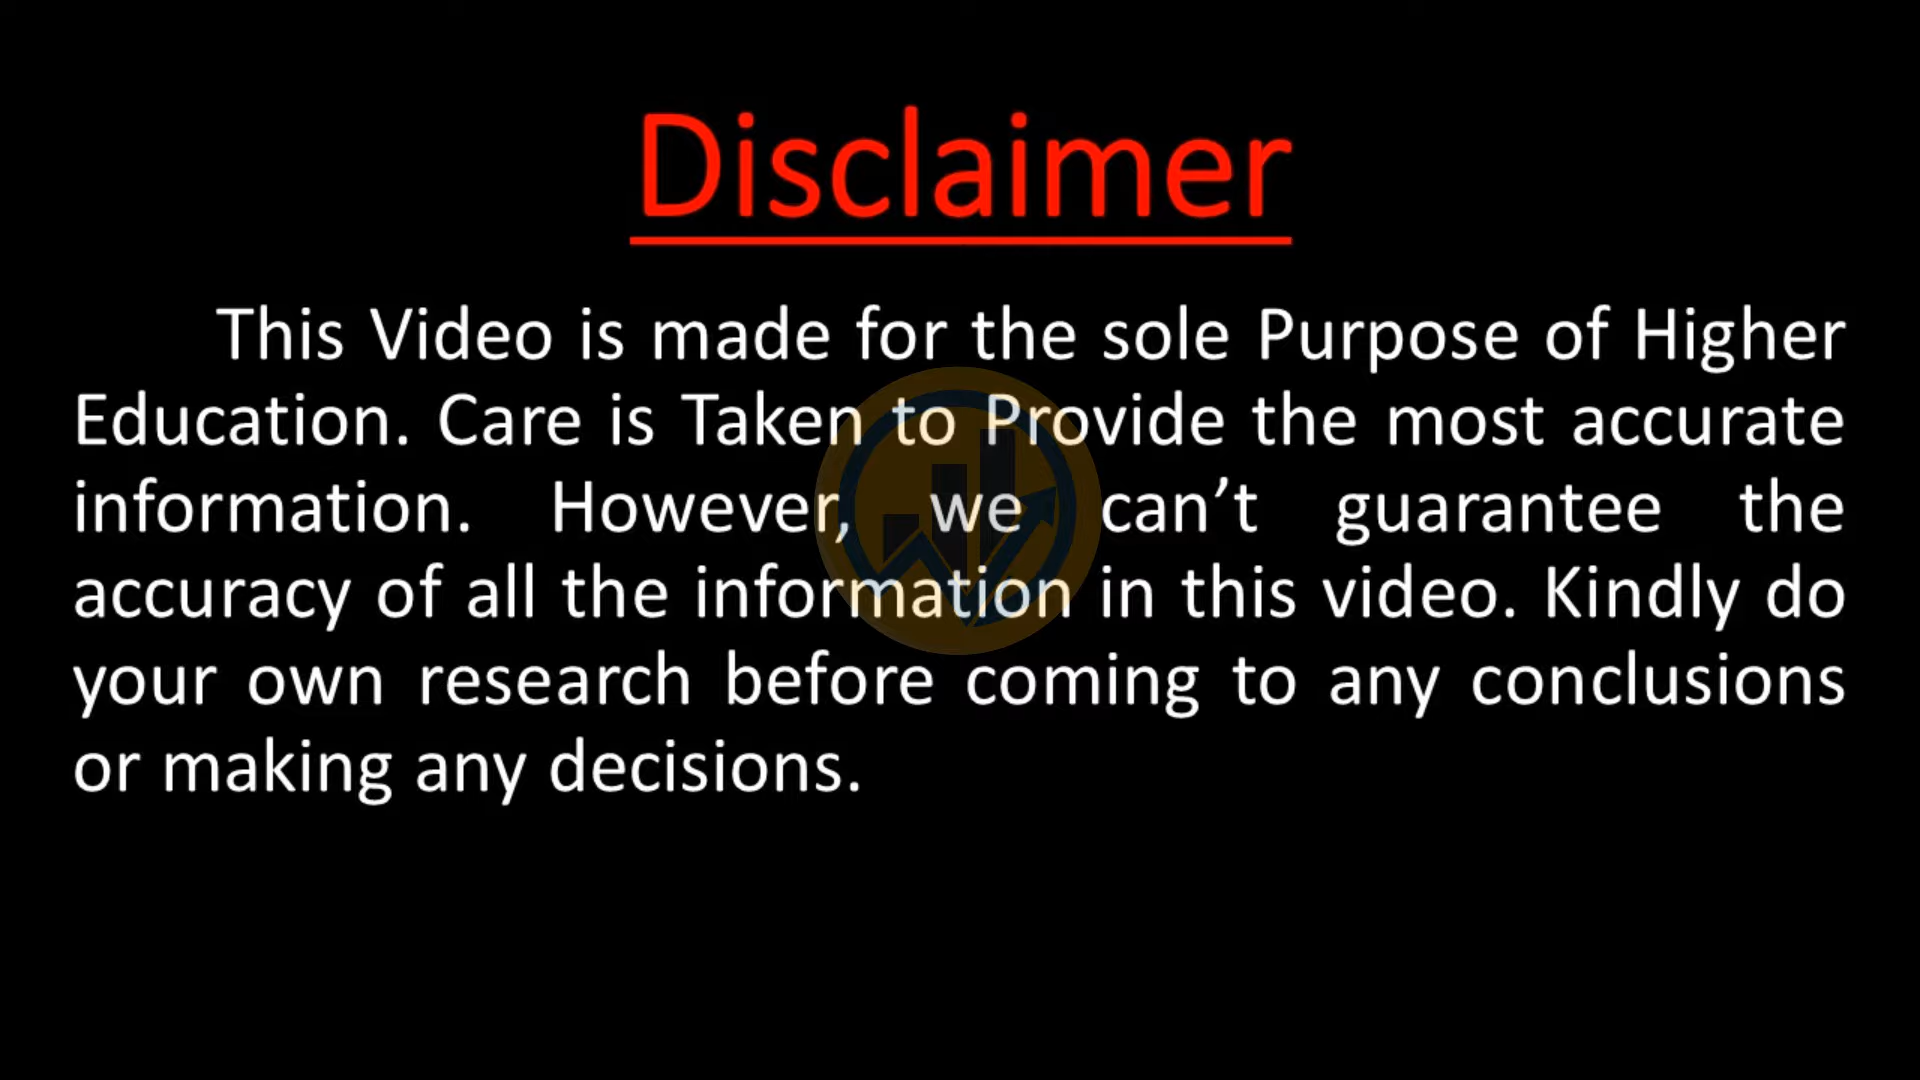 Disclaimer
This Video is made for the sole Purpose of Higher
Education. Care is Taken to Provide the most accurate
information. However, we can’t guarantee the
accuracy of all the information in this video. Kindly do
your own research before coming to any conclusions
or making any decisions.